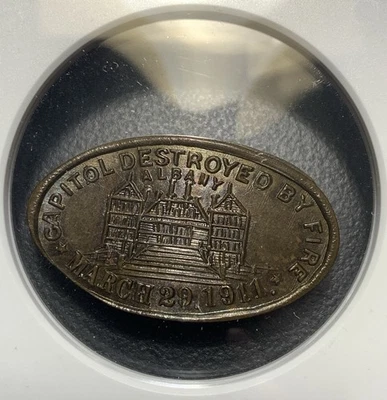 ★ CAPITOL DESTROYED BY FIRE ★
ALBANY
MARCH 29, 1911.